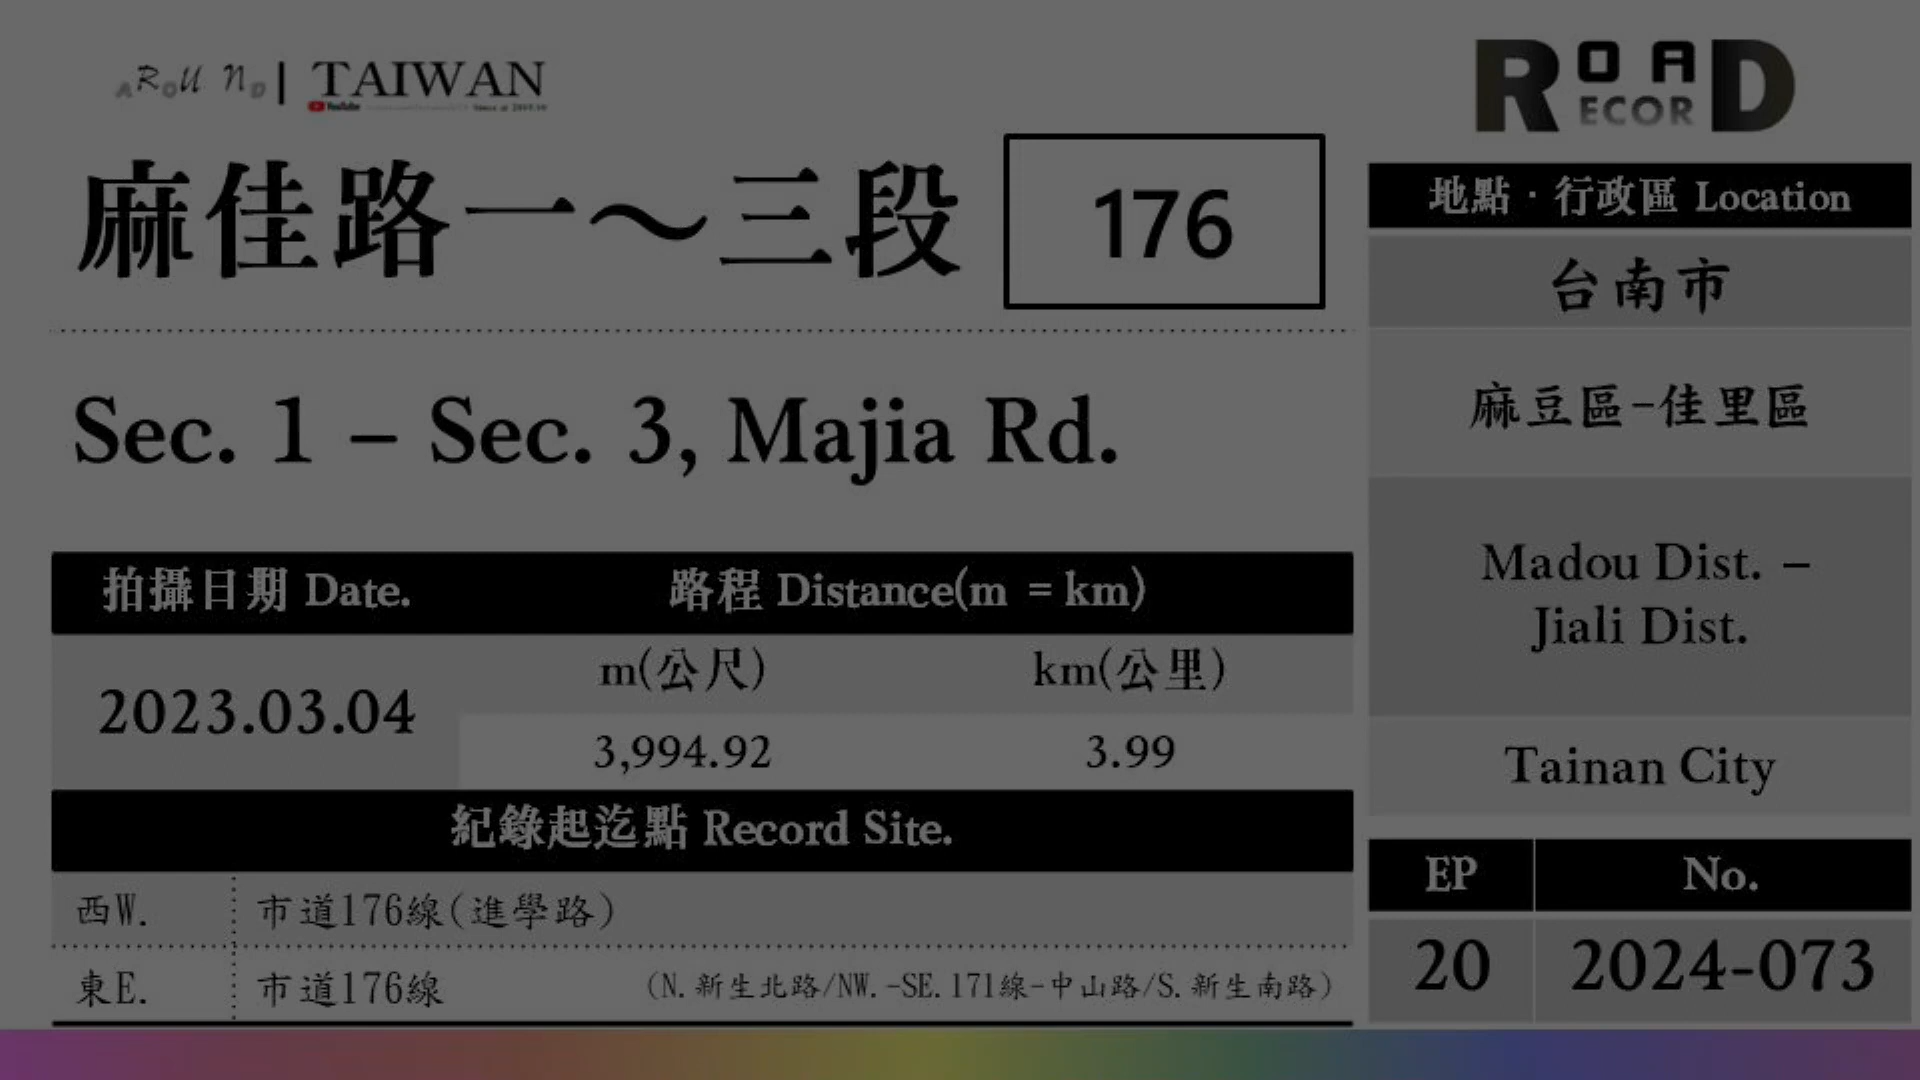 AROUND | TAIWAN
YouTube
ROAD
RECORD
麻佳路一～三段
176
Sec. 1 – Sec. 3, Majia Rd.
拍攝日期 Date.
路程 Distance(m = km)
m(公尺)
km(公里)
2023.03.04
3,994.92
3.99
紀錄起迄點 Record Site.
西W.
市道176線(進學路)
東E.
市道176線
(N.新生北路/NW.-SE.171線-中山路/S.新生南路)
地點．行政區 Location
台南市
麻豆區-佳里區
Madou Dist. –
Jiali Dist.
Tainan City
EP
No.
20
2024-073